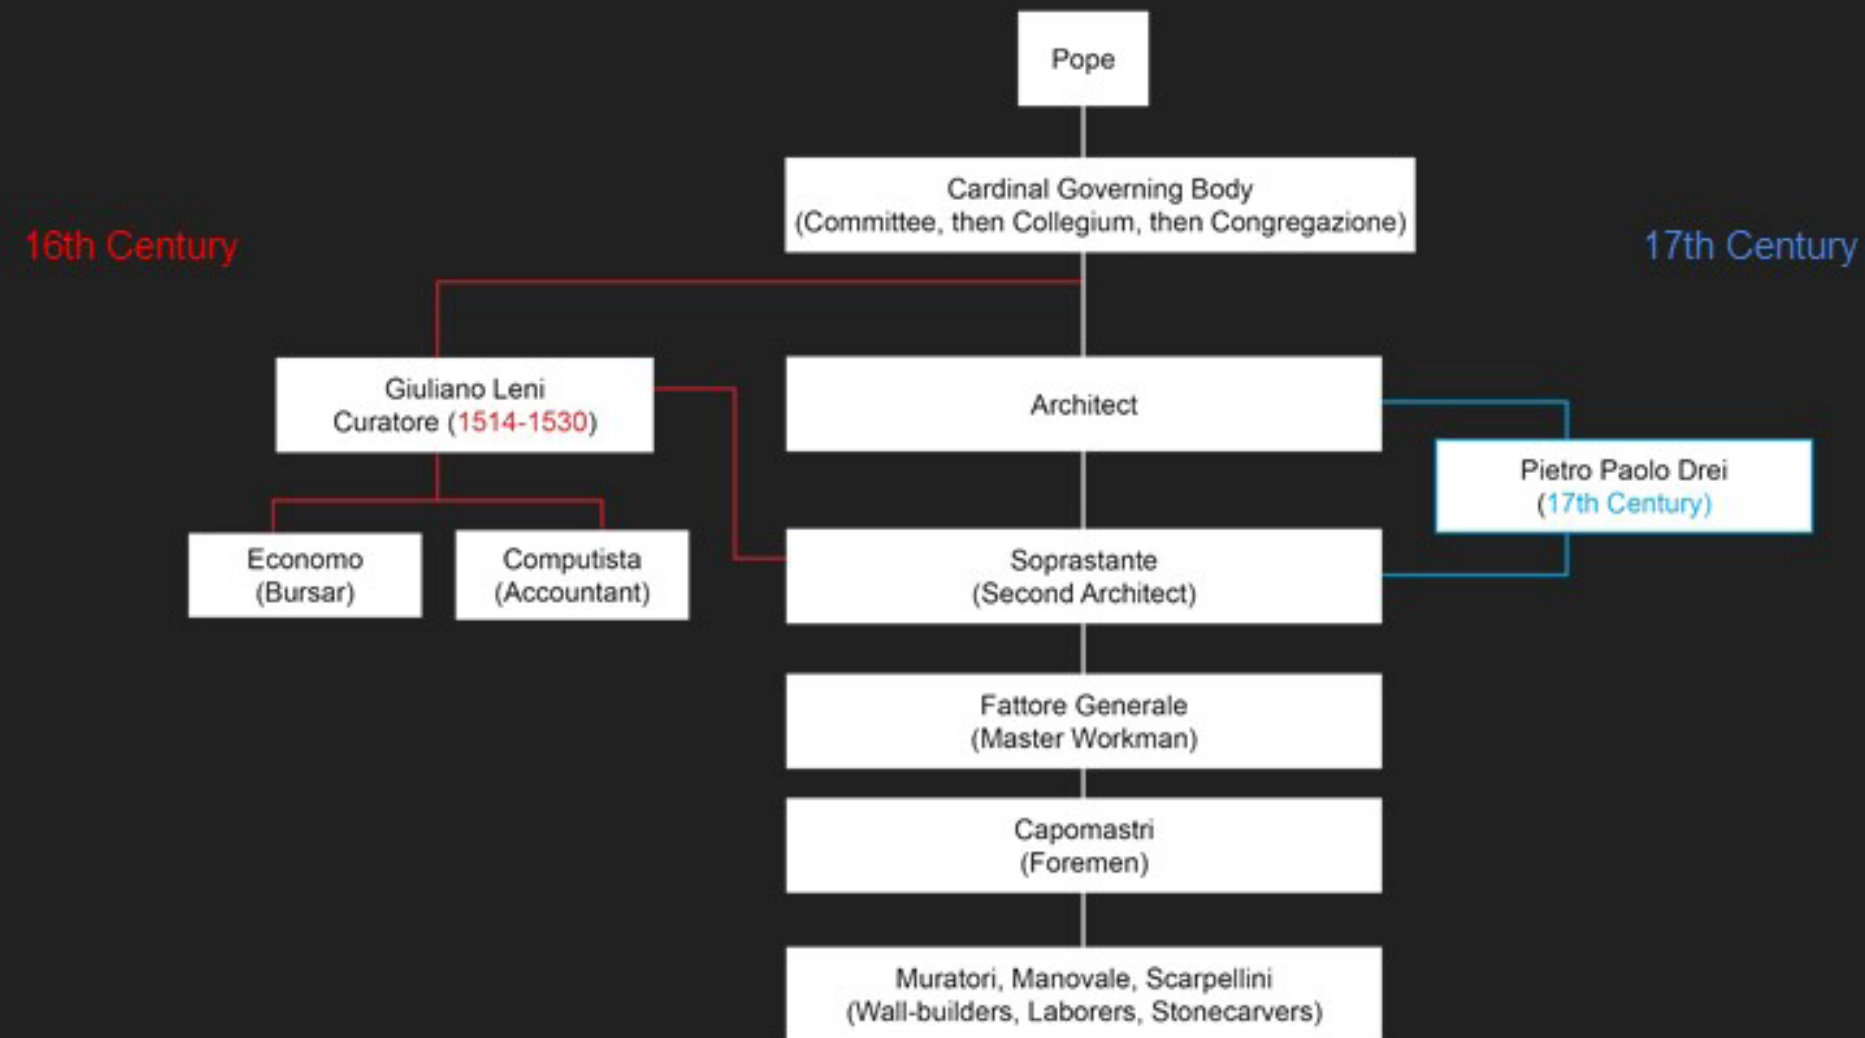 Pope
Cardinal Governing Body
(Committee, then Collegium, then Congregazione)
16th Century
17th Century
Giuliano Leni
Curatore (1514-1530)
Architect
Pietro Paolo Drei
(17th Century)
Economo
(Bursar)
Computista
(Accountant)
Soprastante
(Second Architect)
Fattore Generale
(Master Workman)
Capomastri
(Foremen)
Muratori, Manovale, Scarpellini
(Wall-builders, Laborers, Stonecarvers)